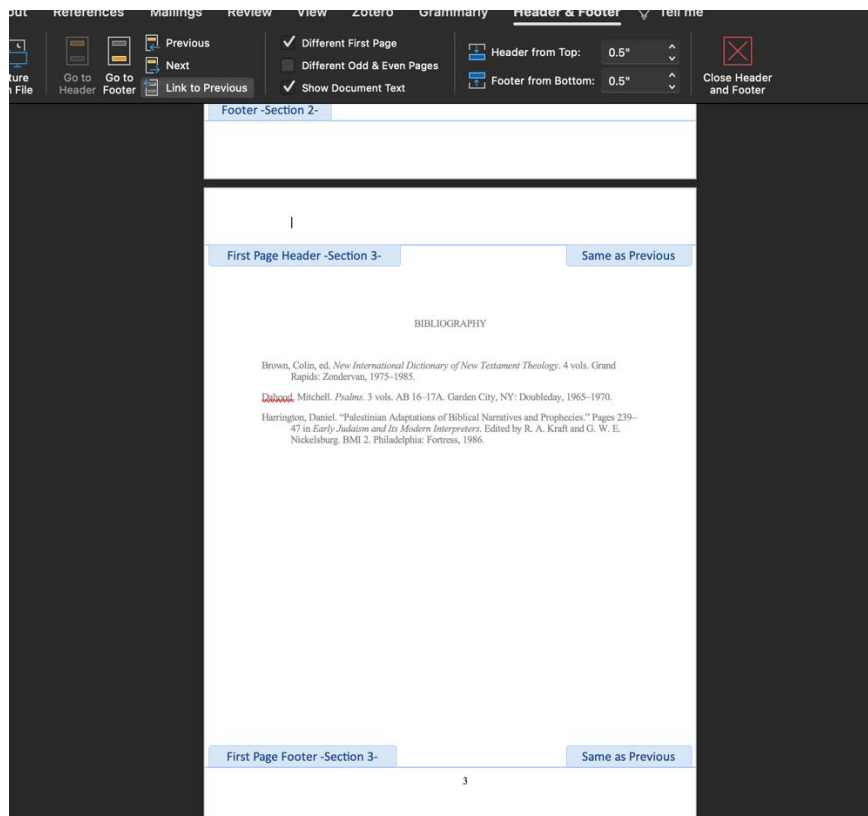 References Mailings Review View Zotero Grammarly Header & Footer Tell me
Go to Header
Go to Footer
Previous
Next
Link to Previous
Different First Page
Different Odd & Even Pages
Show Document Text
Header from Top: 0.5"
Footer from Bottom: 0.5"
Close Header
and Footer
Footer -Section 2-
First Page Header -Section 3- Same as Previous
BIBLIOGRAPHY
Brown, Colin, ed. New International Dictionary of New Testament Theology. 4 vols. Grand
Rapids: Zondervan, 1975–1985.
Dahood, Mitchell. Psalms. 3 vols. AB 16–17A. Garden City, NY: Doubleday, 1965–1970.
Harrington, Daniel. “Palestinian Adaptations of Biblical Narratives and Prophecies.” Pages 239–
47 in Early Judaism and Its Modern Interpreters. Edited by R. A. Kraft and G. W. E.
Nickelsburg. BMI 2. Philadelphia: Fortress, 1986.
First Page Footer -Section 3- Same as Previous
3